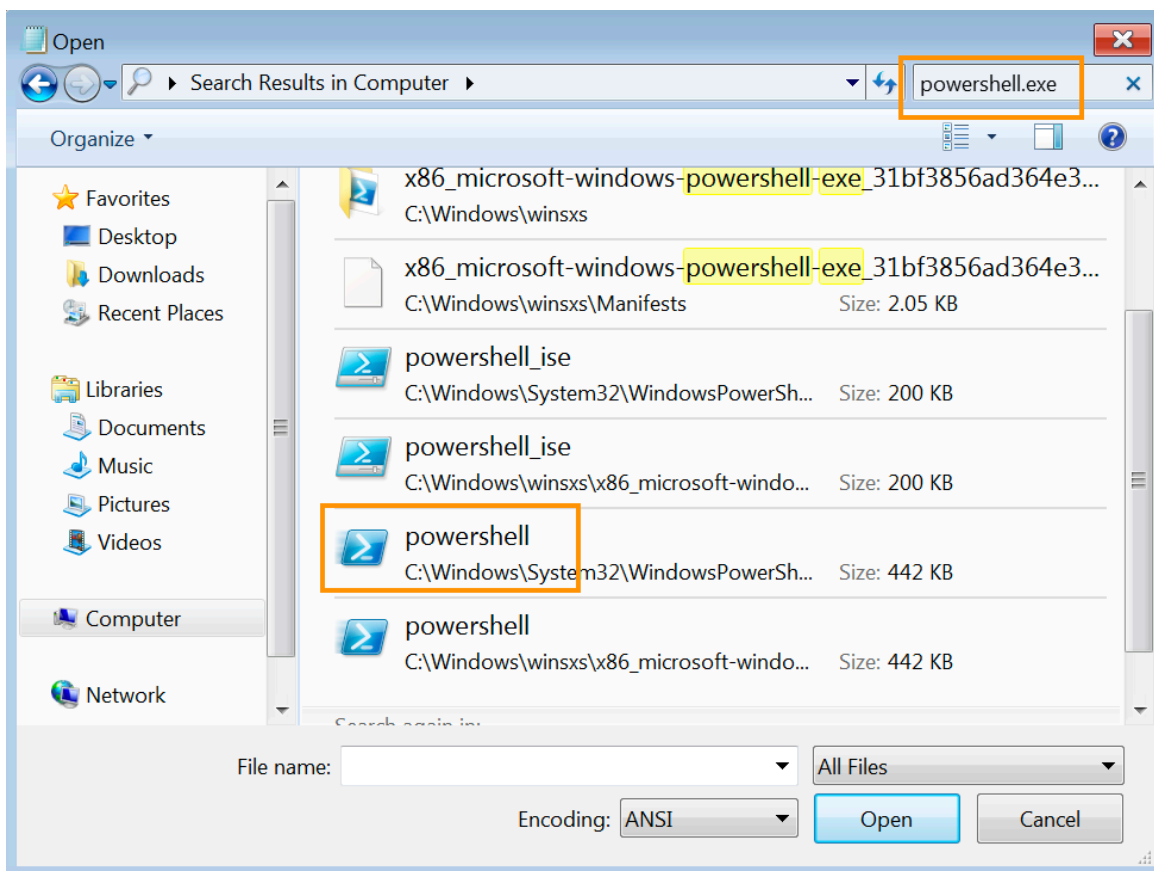 Open
Search Results in Computer
powershell.exe
Organize
Favorites
Desktop
Downloads
Recent Places
Libraries
Documents
Music
Pictures
Videos
Computer
Network
x86_microsoft-windows-powershell-exe_31bf3856ad364e3...
C:\Windows\winsxs
x86_microsoft-windows-powershell-exe_31bf3856ad364e3...
C:\Windows\winsxs\Manifests Size: 2.05 KB
powershell_ise
C:\Windows\System32\WindowsPowerSh... Size: 200 KB
powershell_ise
C:\Windows\winsxs\x86_microsoft-windo... Size: 200 KB
powershell
C:\Windows\System32\WindowsPowerSh... Size: 442 KB
powershell
C:\Windows\winsxs\x86_microsoft-windo... Size: 442 KB
Search again in:
File name:
All Files
Encoding: ANSI
Open
Cancel